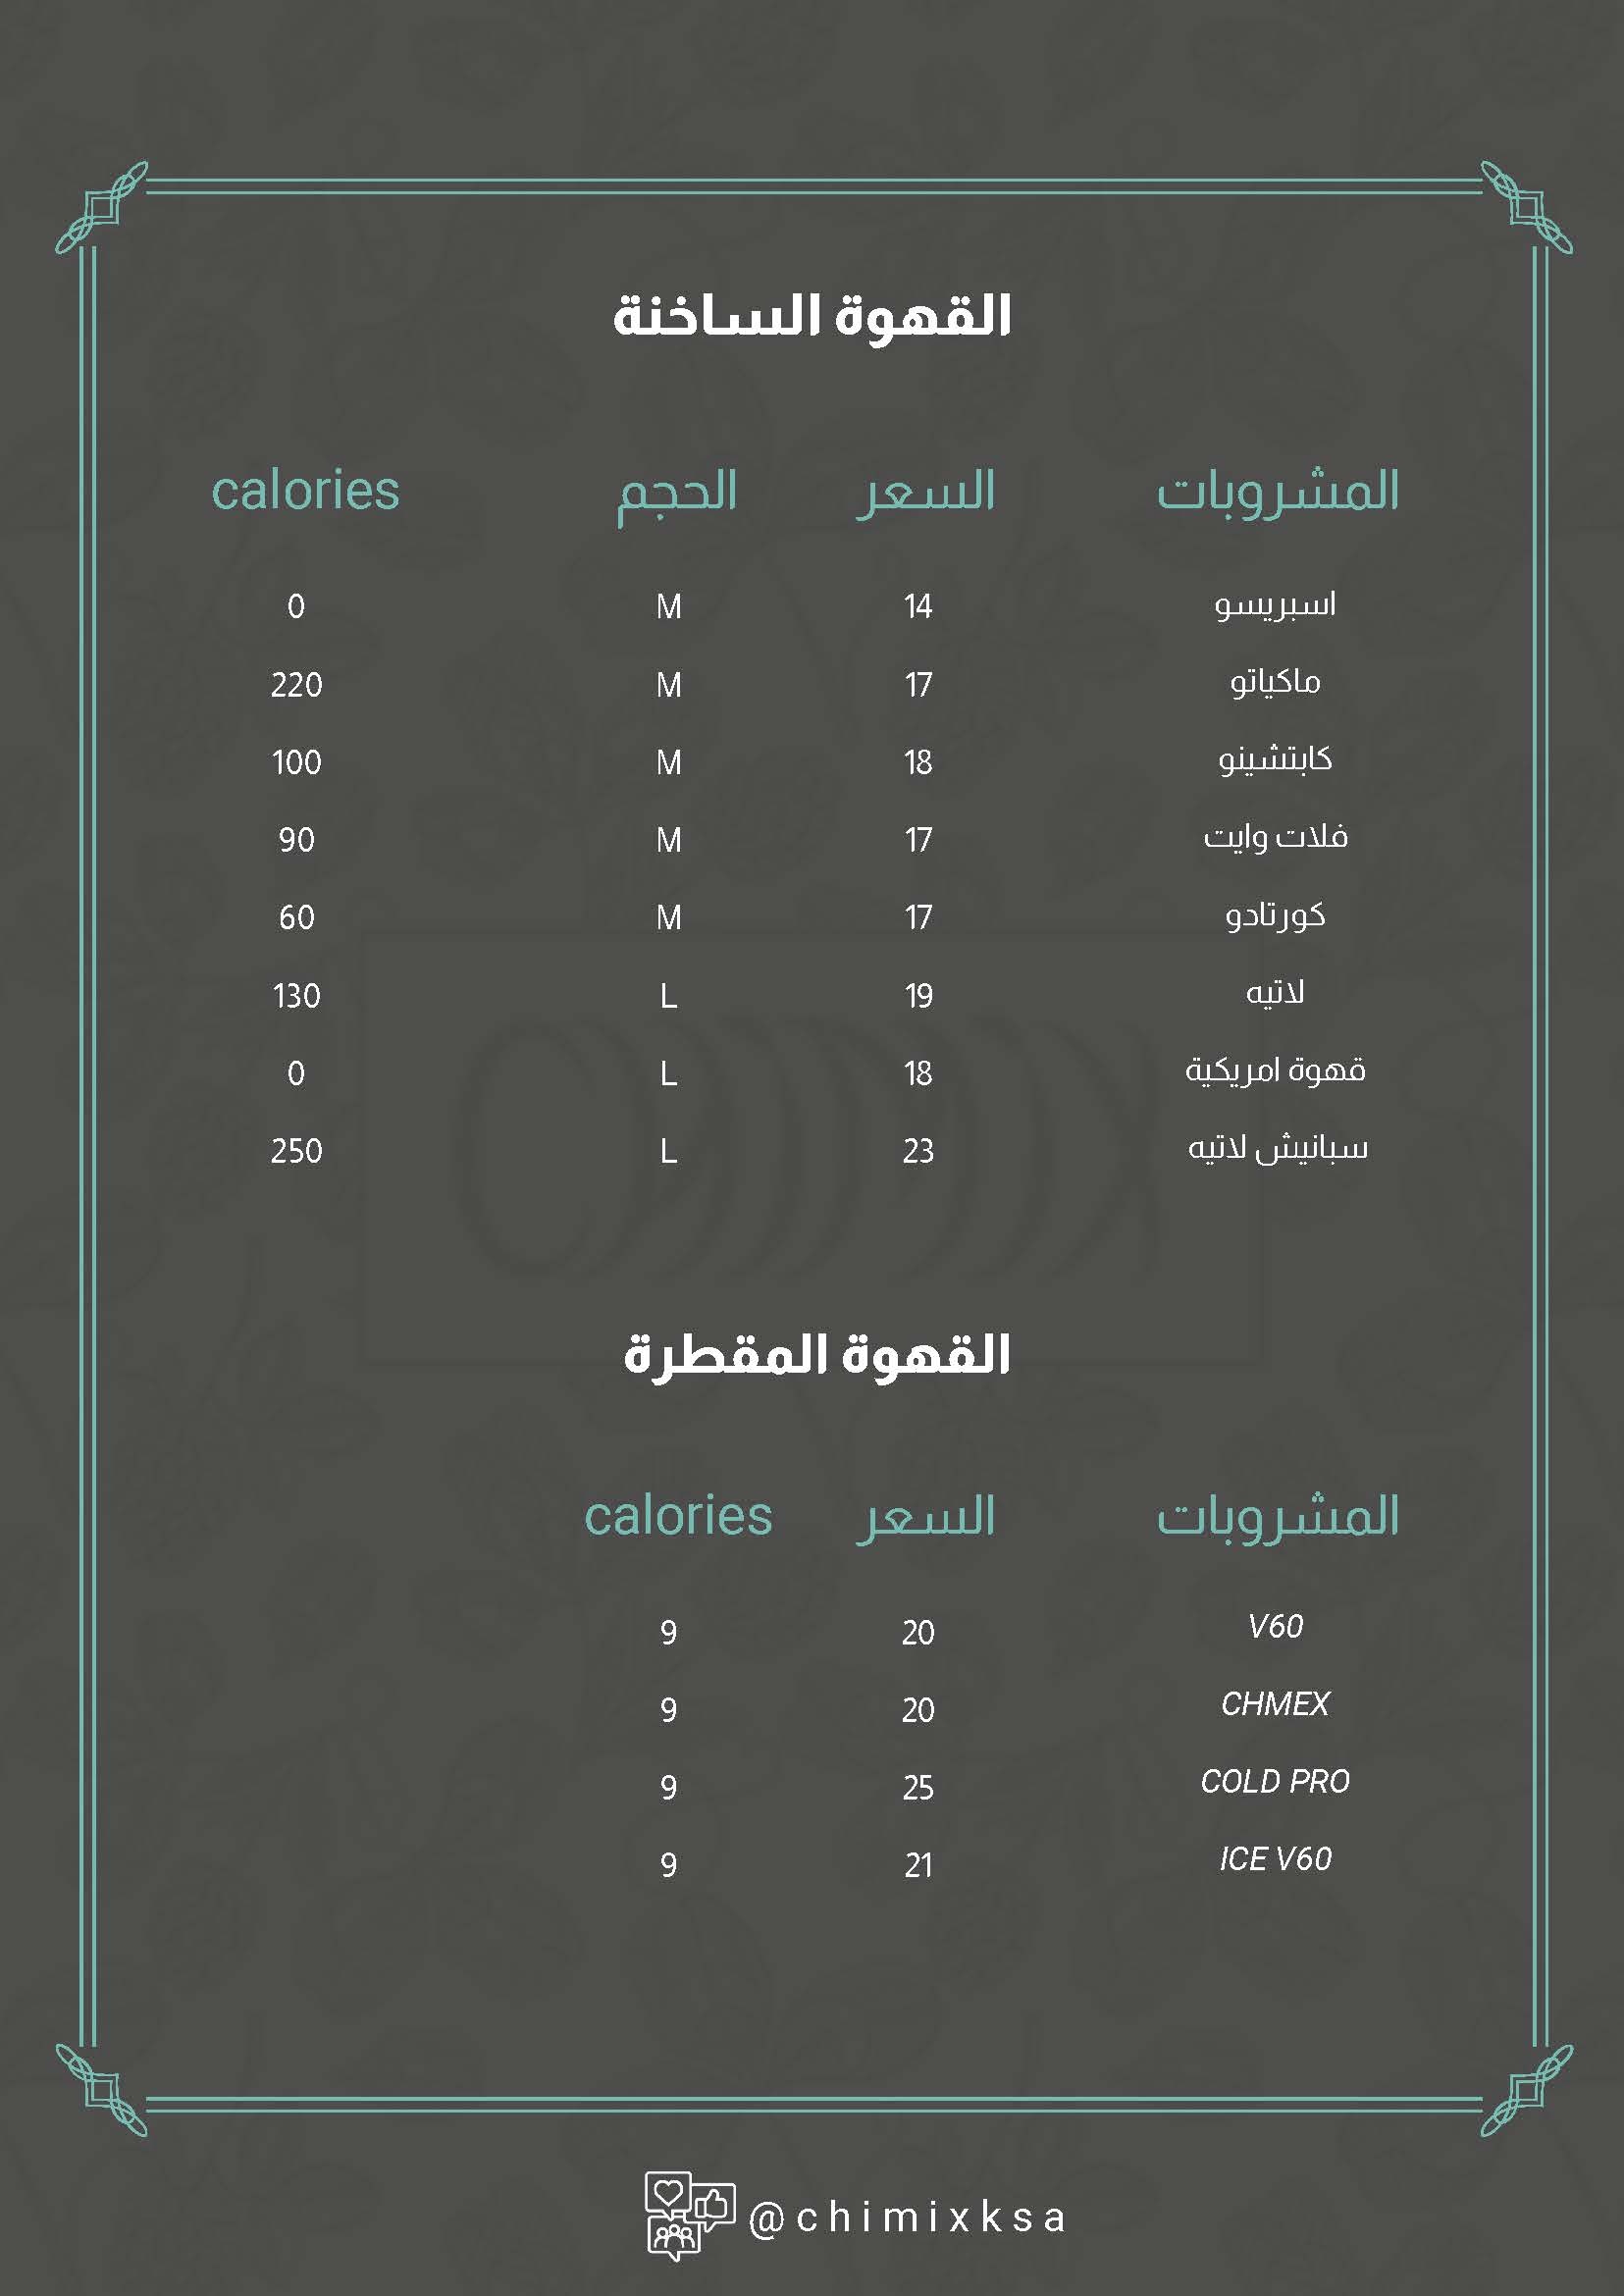 القهوة الساخنة
المشروبات السعر الحجم calories
اسبريسو 14 M 0
ماكياتو 17 M 220
كابتشينو 18 M 100
فلات وايت 17 M 90
كورتادو 17 M 60
لاتيه 19 L 130
قهوة امريكية 18 L 0
سبانيش لاتيه 23 L 250
القهوة المقطرة
المشروبات السعر calories
V60 20 9
CHMEX 20 9
COLD PRO 25 9
ICE V60 21 9
@chimixksa